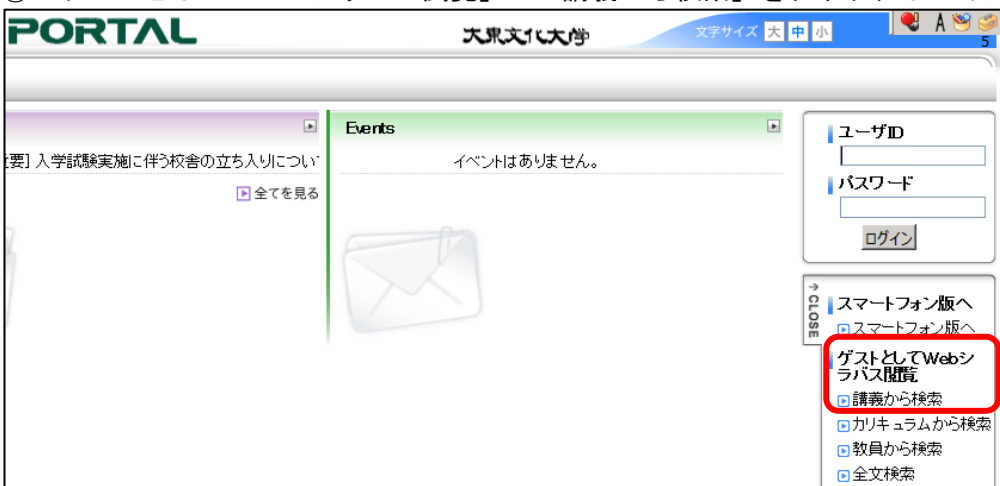 PORTAL
大東文化大学
文字サイズ 大 中 小
A
5
Events
要] 入学試験実施に伴う校舎の立ち入りについ
イベントはありません。
全てを見る
ユーザID
パスワード
ログイン
CLOSE
スマートフォン版へ
スマートフォン版へ
ゲストとしてWebシ
ラバス閲覧
講義から検索
カリキュラムから検索
教員から検索
全文検索